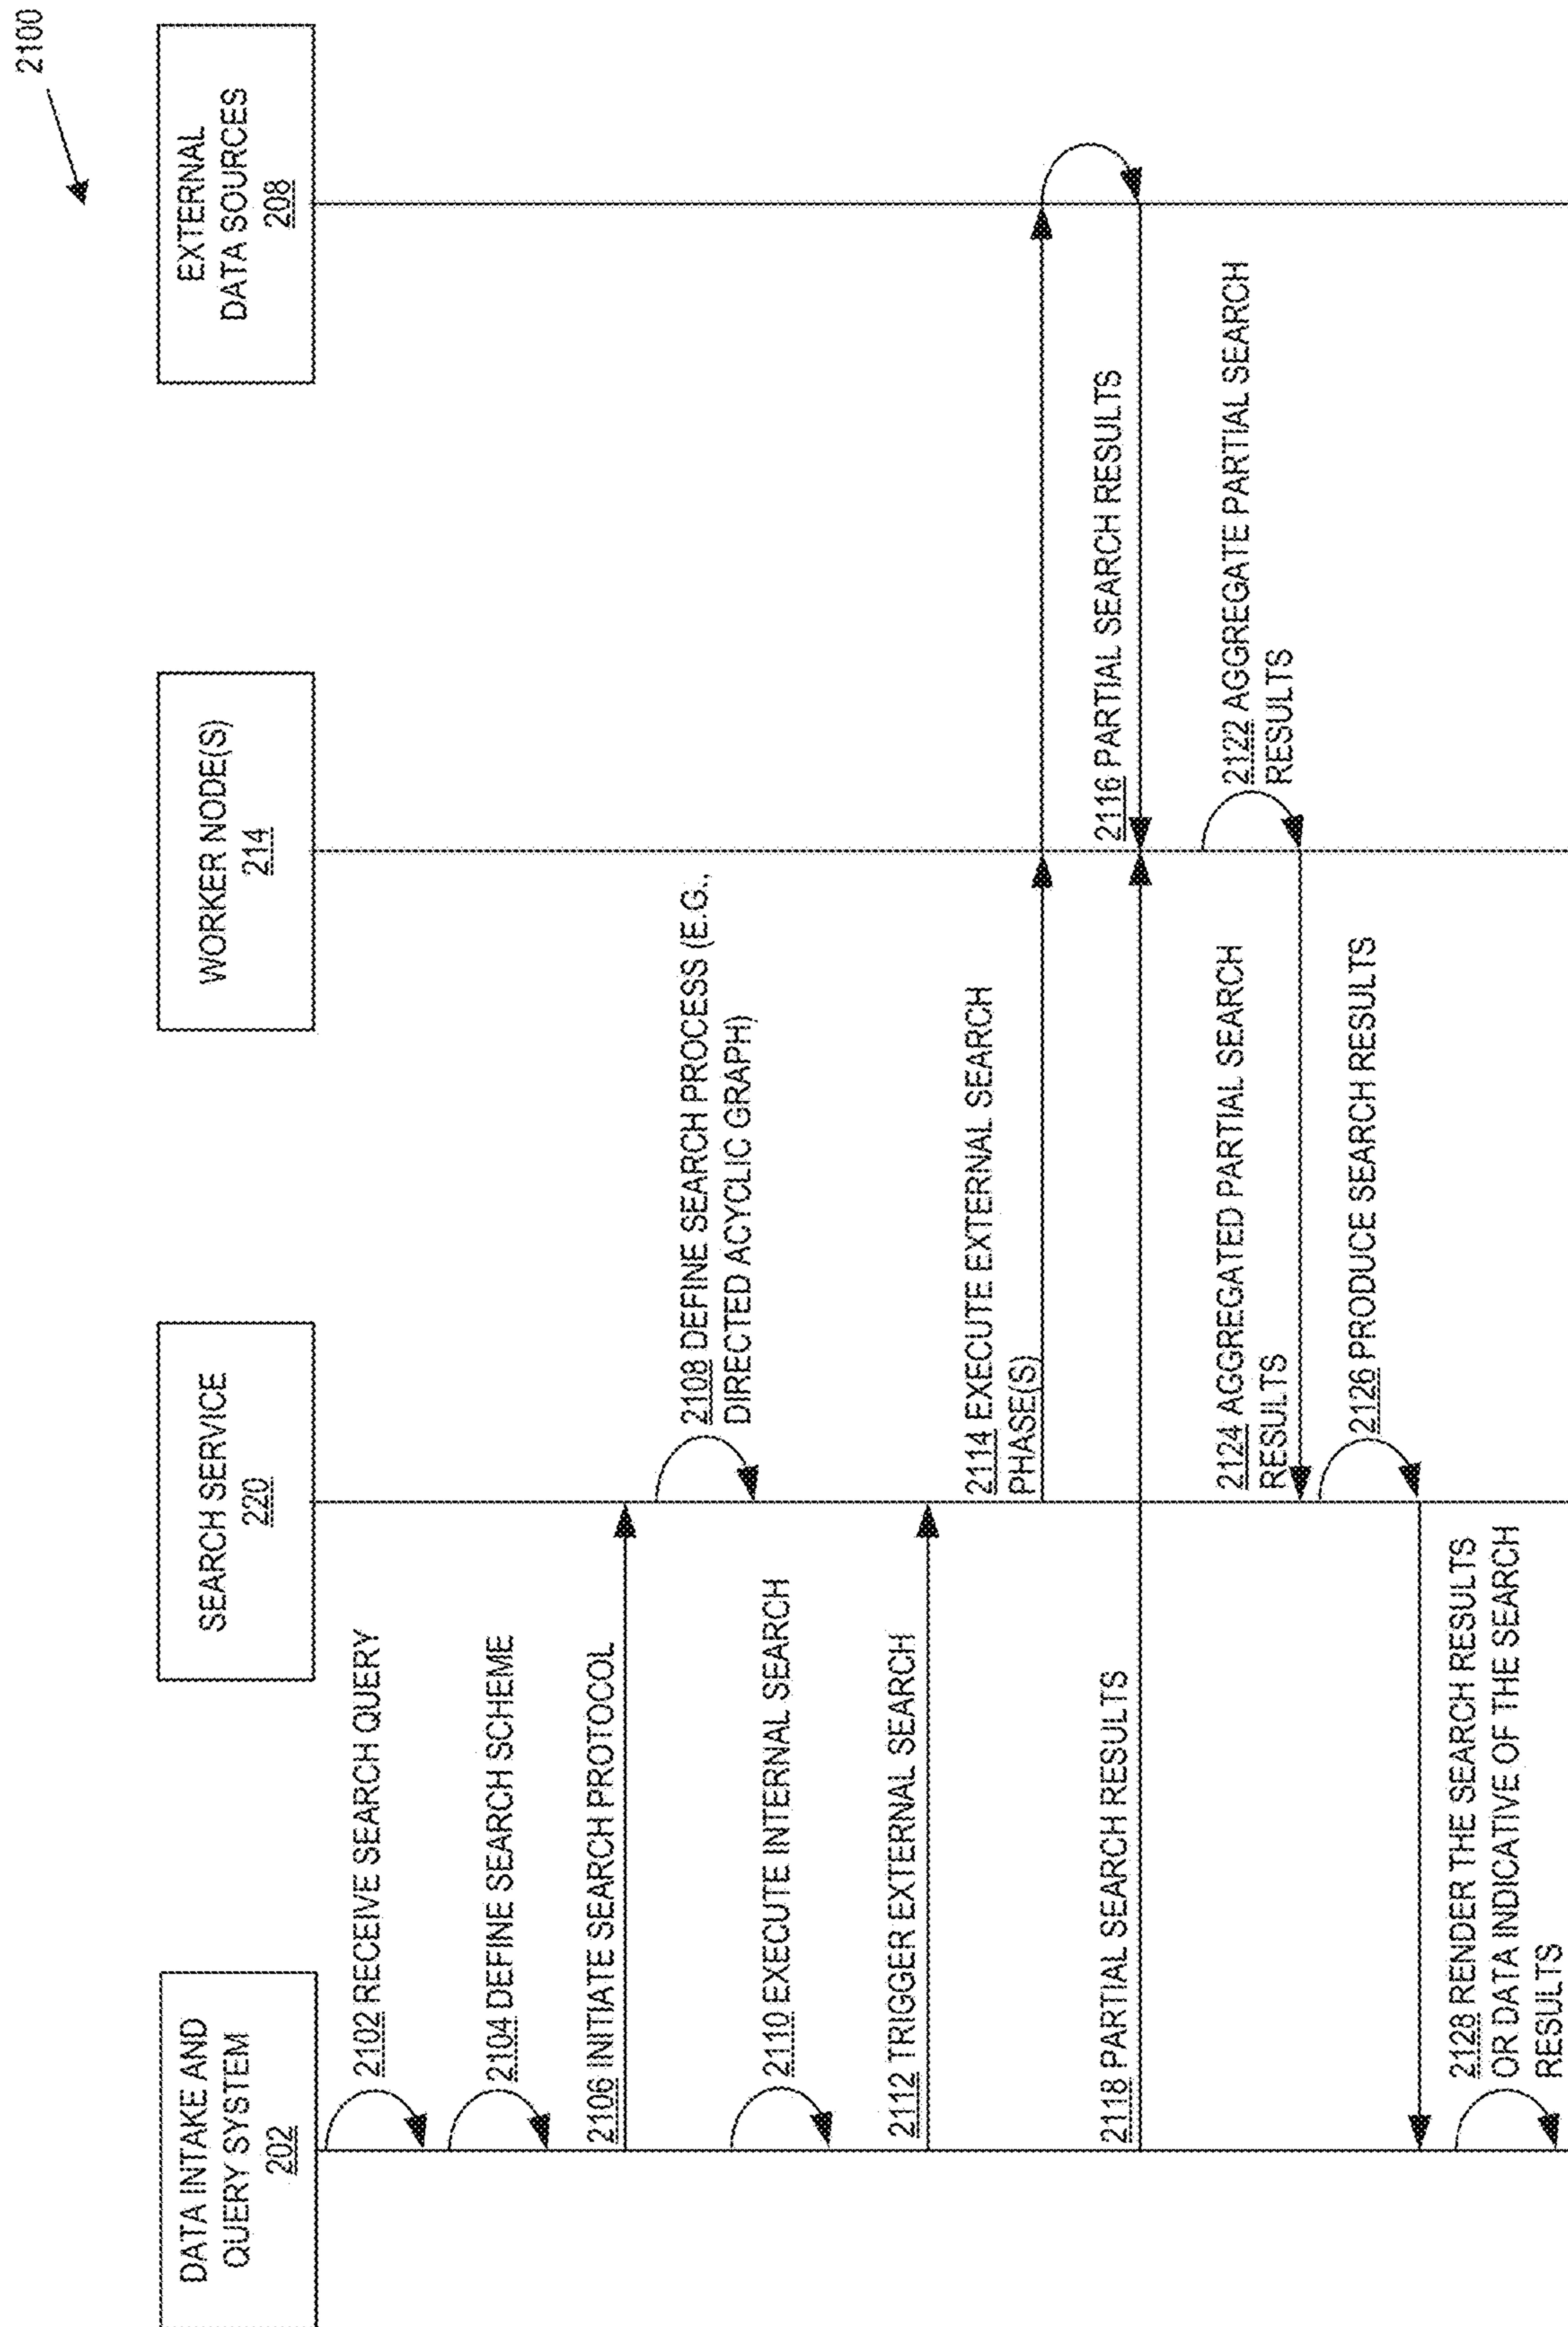 2100
DATA INTAKE AND
QUERY SYSTEM
202
SEARCH SERVICE
220
WORKER NODE(S)
214
EXTERNAL
DATA SOURCES
208
2102 RECEIVE SEARCH QUERY
2104 DEFINE SEARCH SCHEME
2106 INITIATE SEARCH PROTOCOL
2108 DEFINE SEARCH PROCESS (E.G.,
DIRECTED ACYCLIC GRAPH)
2110 EXECUTE INTERNAL SEARCH
2112 TRIGGER EXTERNAL SEARCH
2114 EXECUTE EXTERNAL SEARCH
PHASE(S)
2116 PARTIAL SEARCH RESULTS
2118 PARTIAL SEARCH RESULTS
2122 AGGREGATE PARTIAL SEARCH
RESULTS
2124 AGGREGATED PARTIAL SEARCH
RESULTS
2126 PRODUCE SEARCH RESULTS
2128 RENDER THE SEARCH RESULTS
OR DATA INDICATIVE OF THE SEARCH
RESULTS